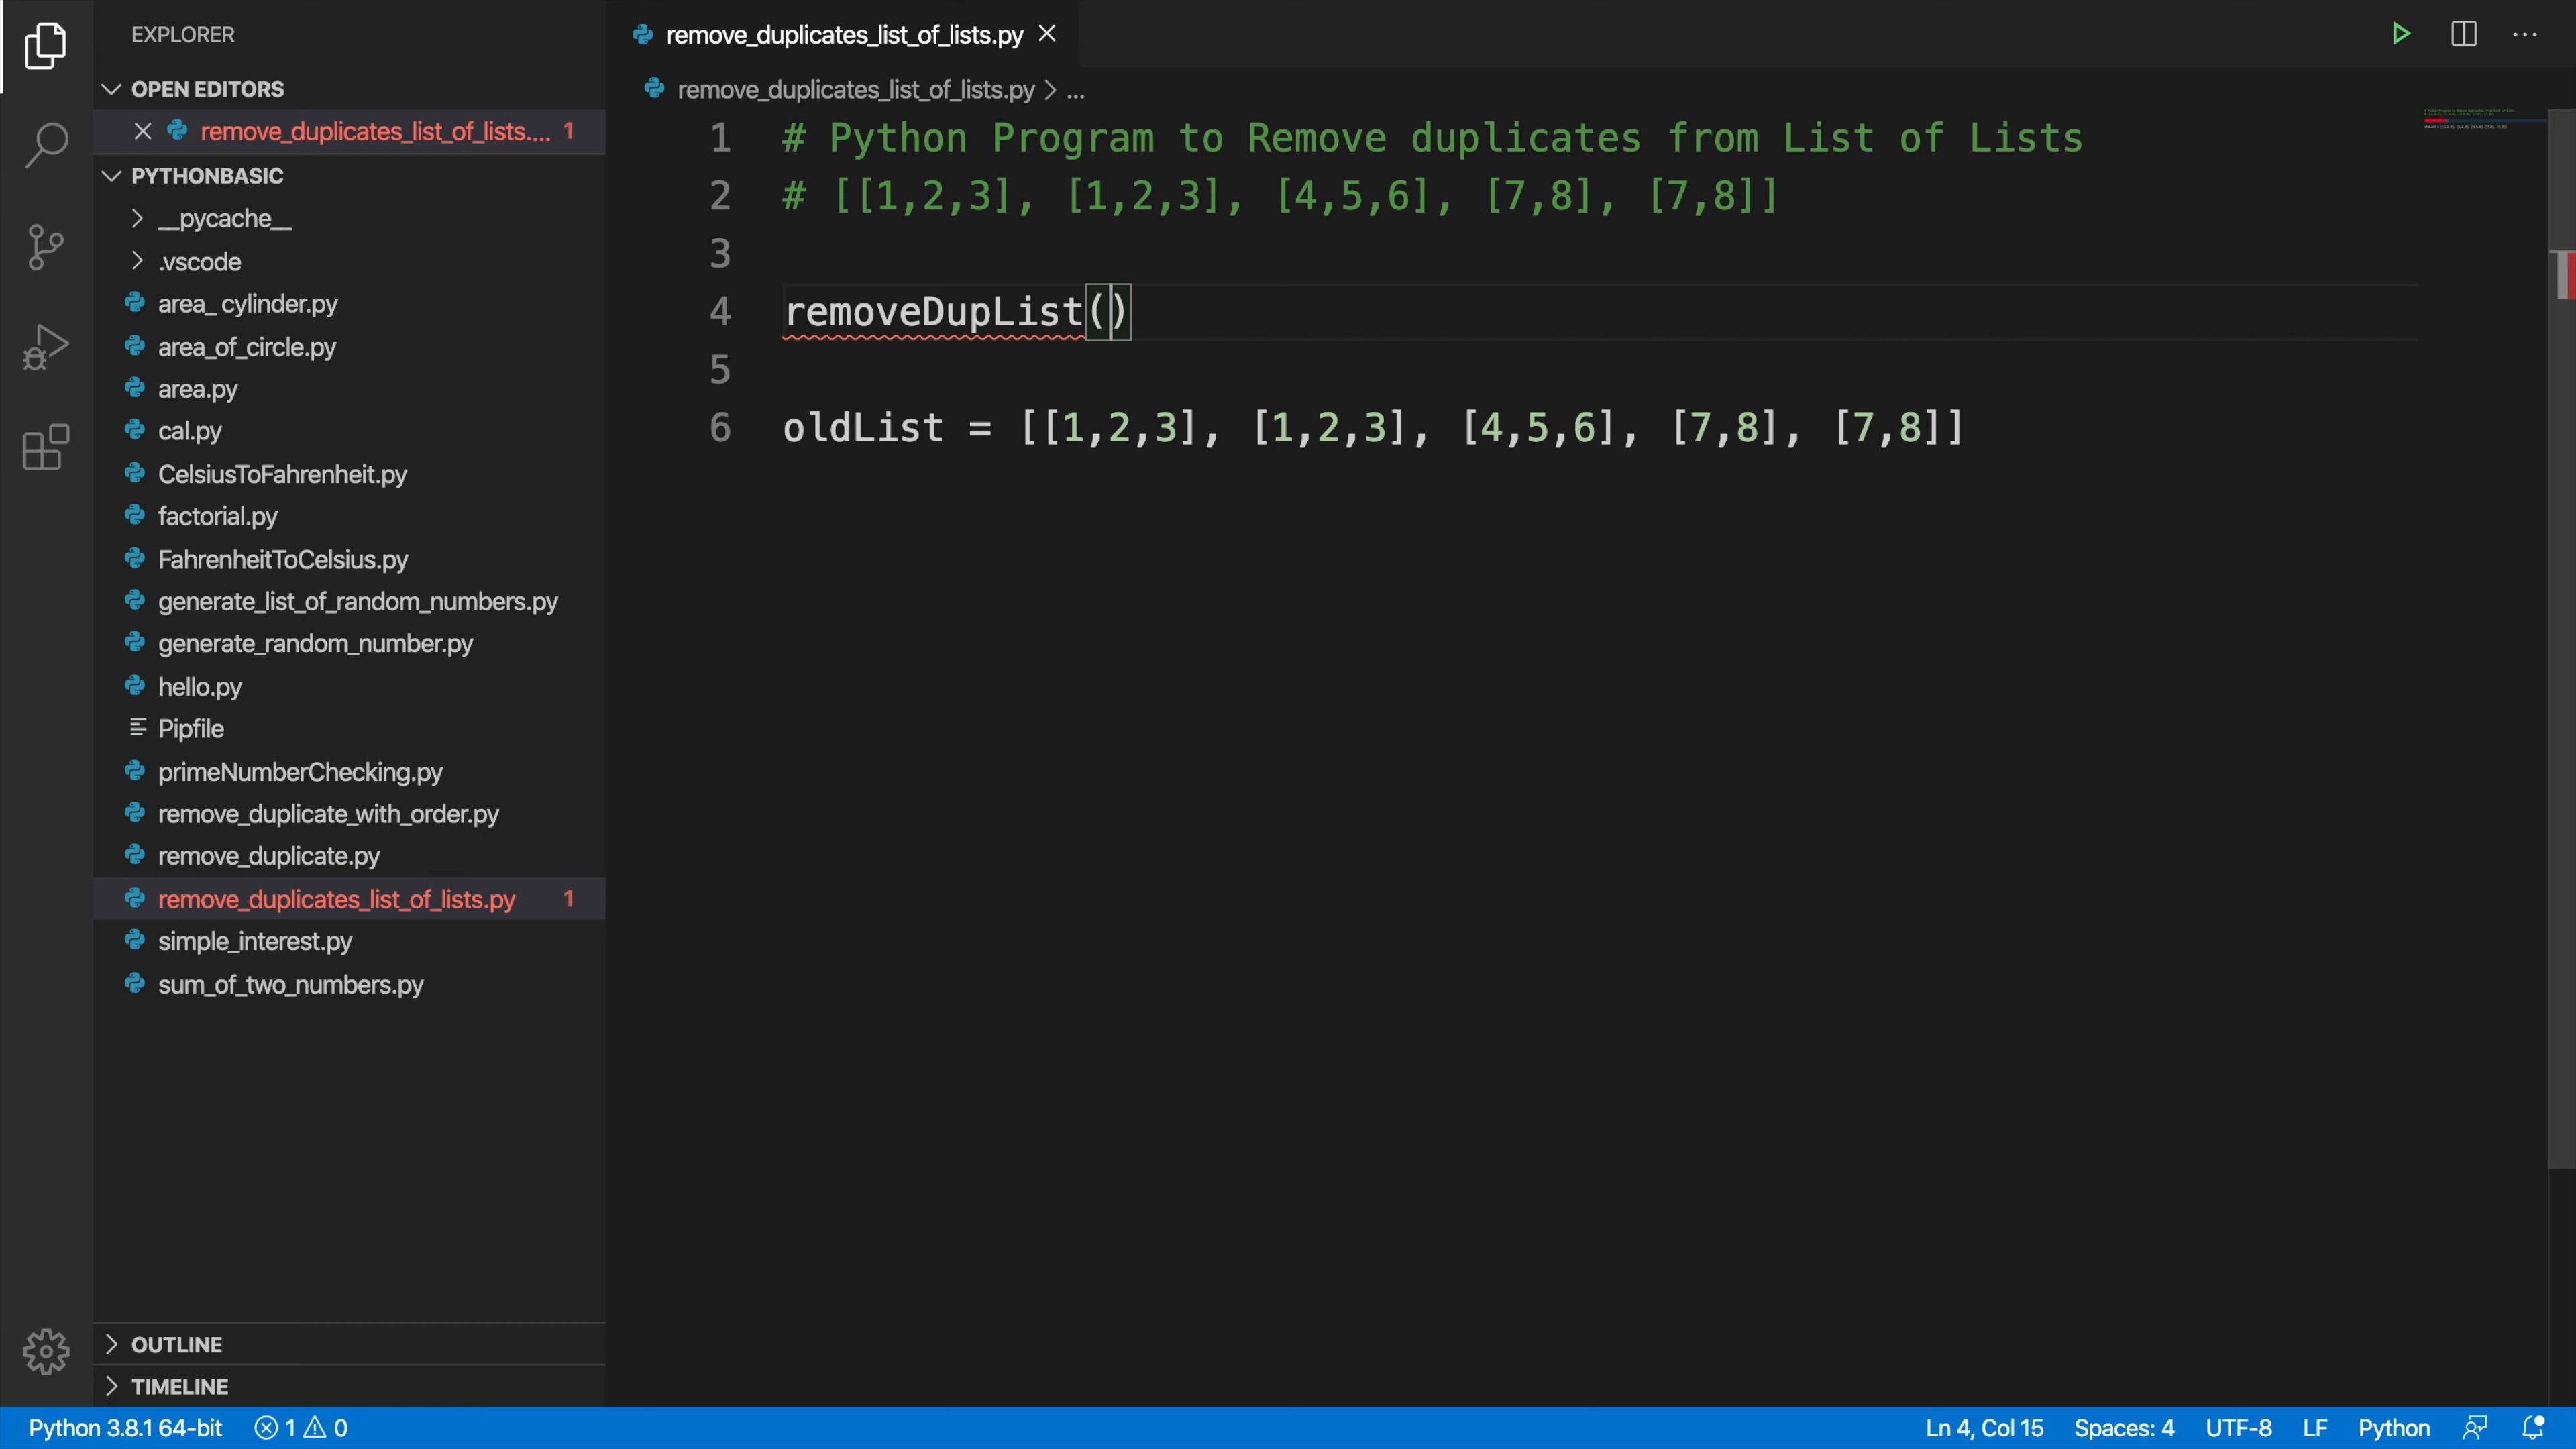 EXPLORER
OPEN EDITORS
remove_duplicates_list_of_lists.... 1
PYTHONBASIC
__pycache__
.vscode
area_ cylinder.py
area_of_circle.py
area.py
cal.py
CelsiusToFahrenheit.py
factorial.py
FahrenheitToCelsius.py
generate_list_of_random_numbers.py
generate_random_number.py
hello.py
Pipfile
primeNumberChecking.py
remove_duplicate_with_order.py
remove_duplicate.py
remove_duplicates_list_of_lists.py 1
simple_interest.py
sum_of_two_numbers.py
OUTLINE
TIMELINE
remove_duplicates_list_of_lists.py
remove_duplicates_list_of_lists.py > ...
1 # Python Program to Remove duplicates from List of Lists
2 # [[1,2,3], [1,2,3], [4,5,6], [7,8], [7,8]]
3
4 removeDupList()
5
6 oldList = [[1,2,3], [1,2,3], [4,5,6], [7,8], [7,8]]
Python 3.8.1 64-bit 1 0 Ln 4, Col 15 Spaces: 4 UTF-8 LF Python